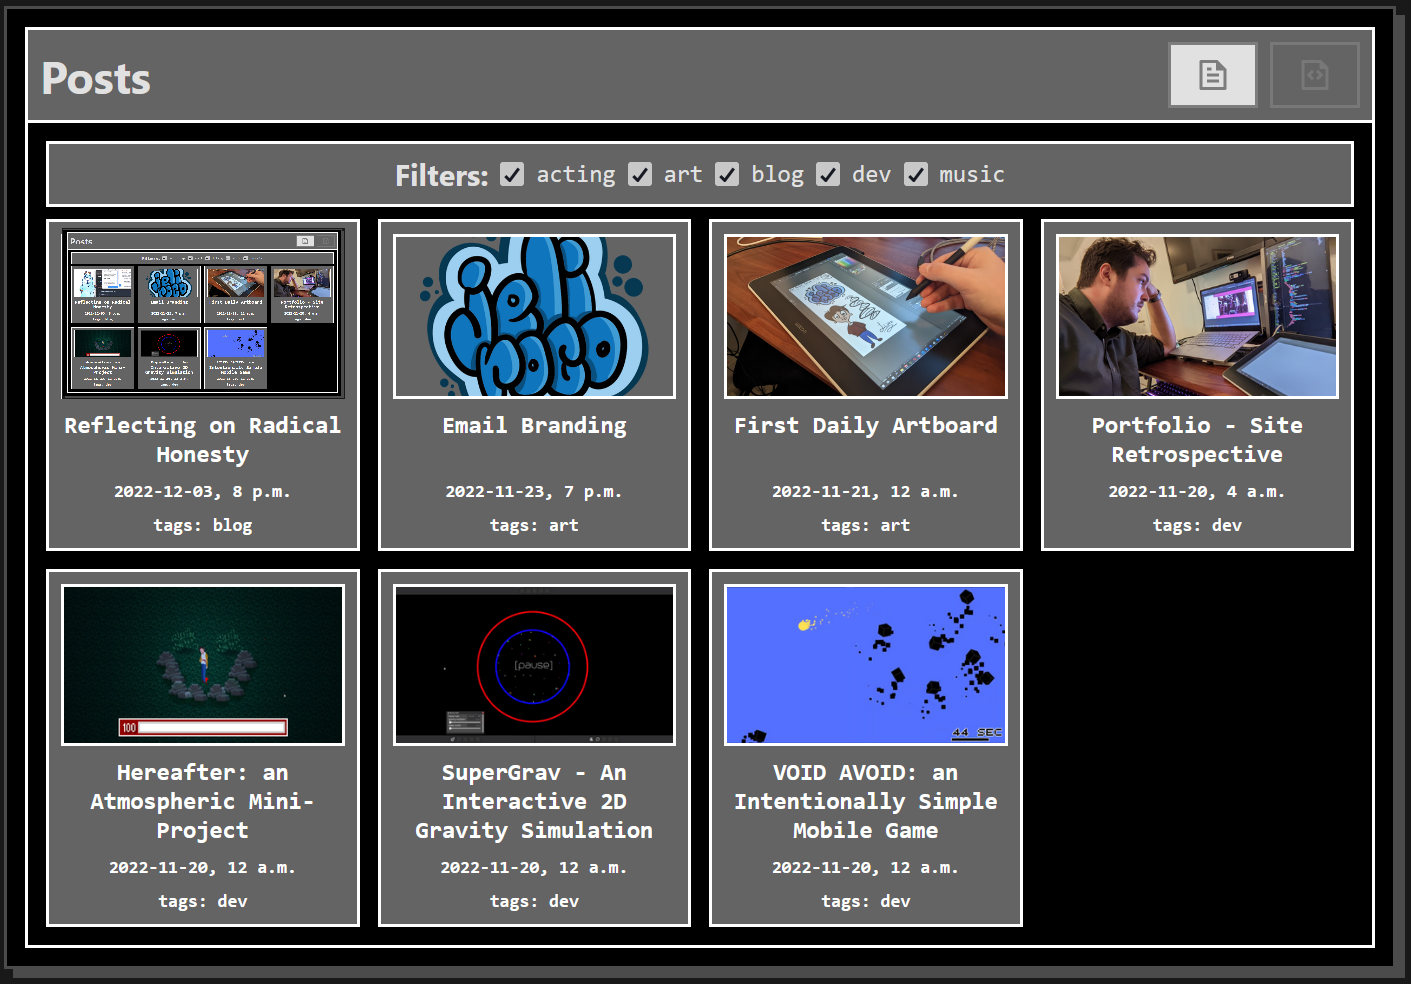 Posts
Filters: acting art blog dev music
Posts
Reflecting on Radical
Honesty
2022-12-03, 8 p.m.
tags: blog
jeli
roco
Email Branding
2022-11-23, 7 p.m.
tags: art
First Daily Artboard
2022-11-21, 12 a.m.
tags: art
Portfolio - Site
Retrospective
2022-11-20, 4 a.m.
tags: dev
100
Hereafter: an
Atmospheric Mini-
Project
2022-11-20, 12 a.m.
tags: dev
[pause]
SuperGrav - An
Interactive 2D
Gravity Simulation
2022-11-20, 12 a.m.
tags: dev
44 SEC
VOID AVOID: an
Intentionally Simple
Mobile Game
2022-11-20, 12 a.m.
tags: dev